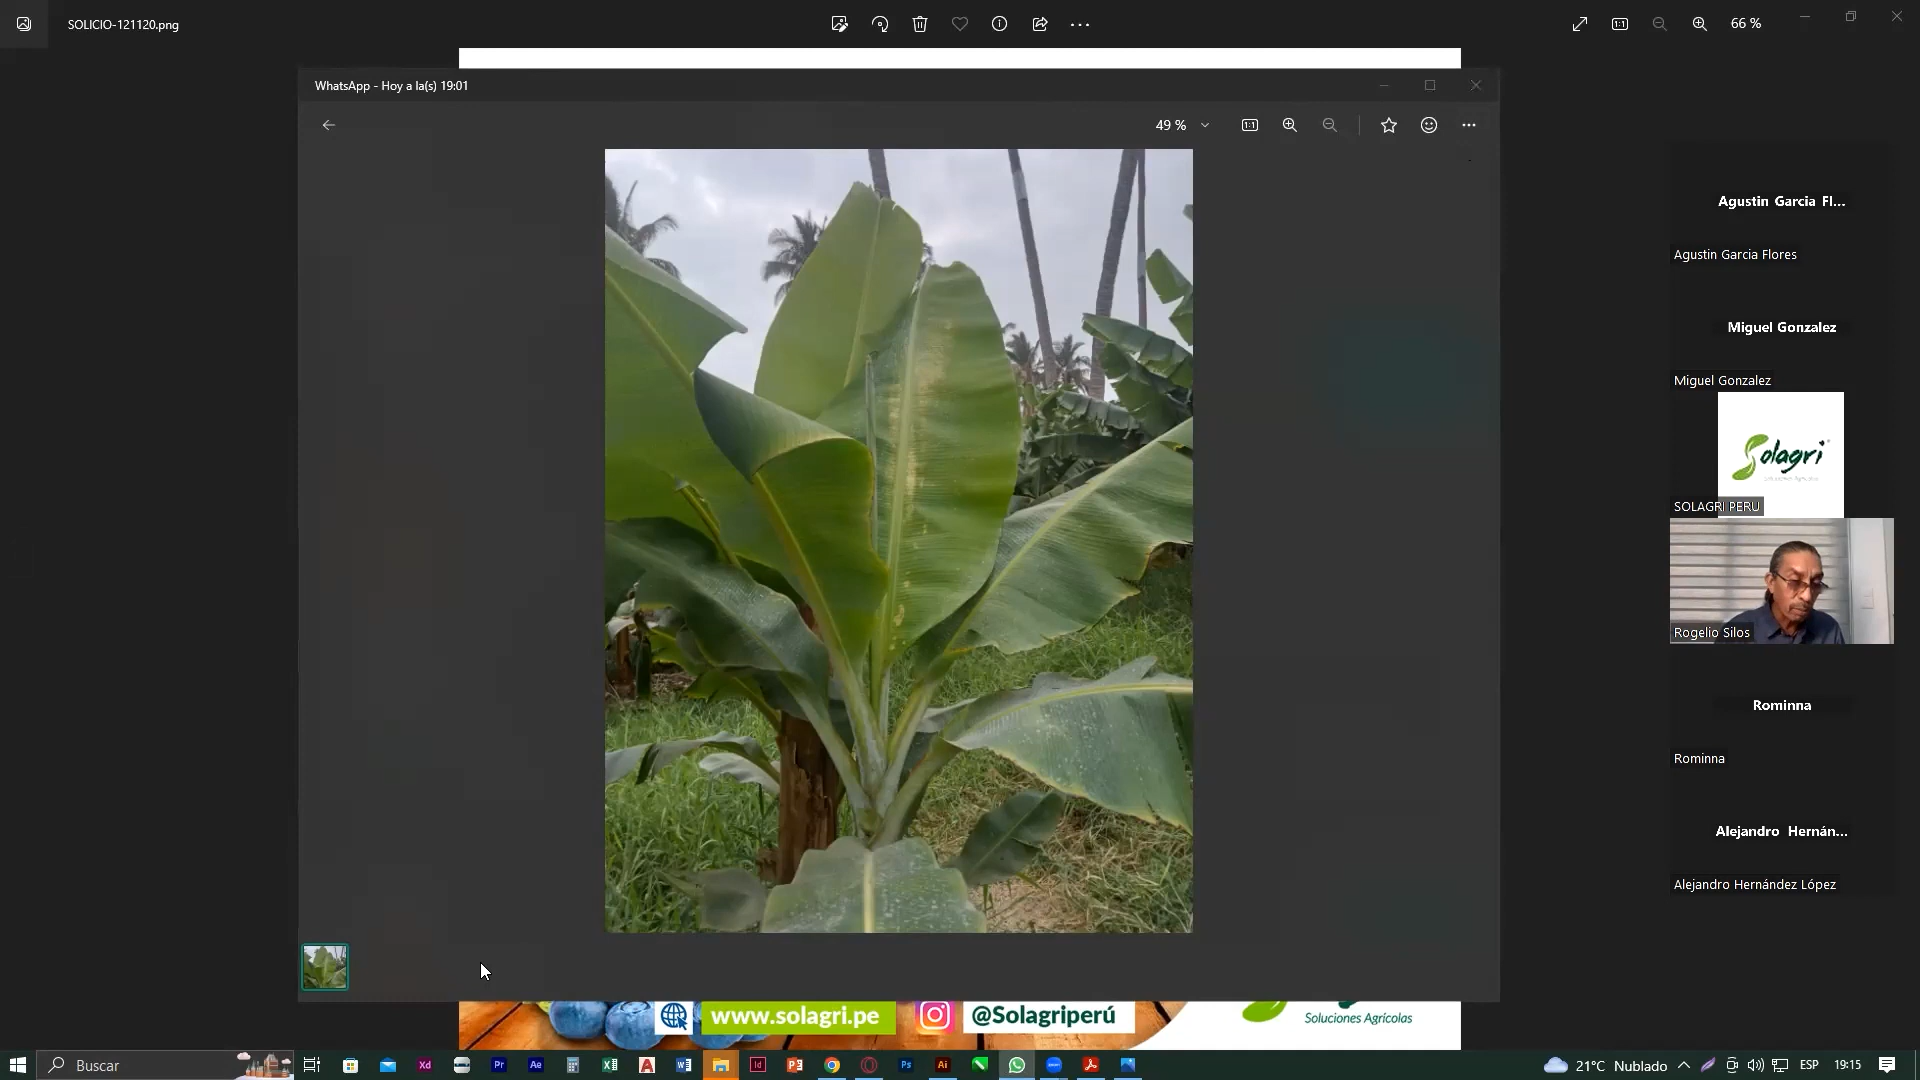 SOLICIO-121120.png
66 %
WhatsApp - Hoy a la(s) 19:01
49 %
Agustin Garcia Fl...
Agustin Garcia Flores
Miguel Gonzalez
Miguel Gonzalez
Solagri
SOLAGRI PERU
Rogelio Silos
Rominna
Rominna
Alejandro Hernán...
Alejandro Hernández López
www.solagri.pe
@Solagriperú
Soluciones Agrícolas
Buscar
21°C Nublado
ESP
19:15